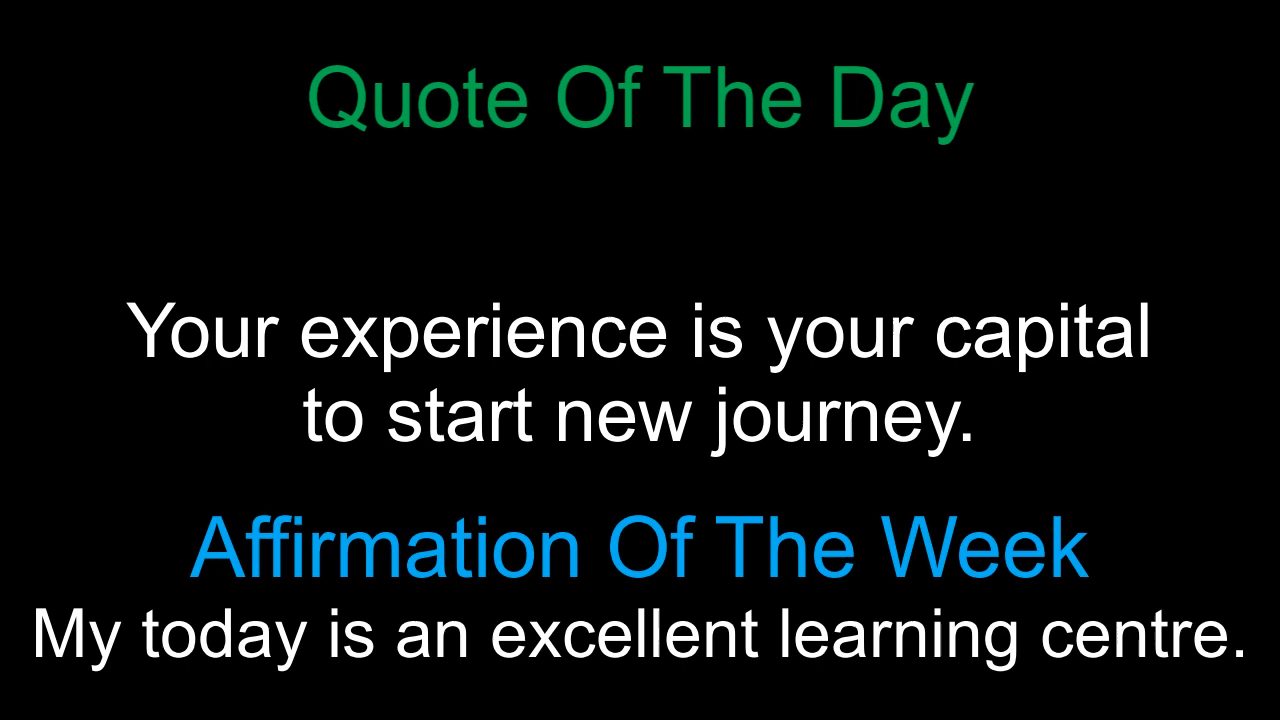 Quote Of The Day
Your experience is your capital
to start new journey.
Affirmation Of The Week
My today is an excellent learning centre.